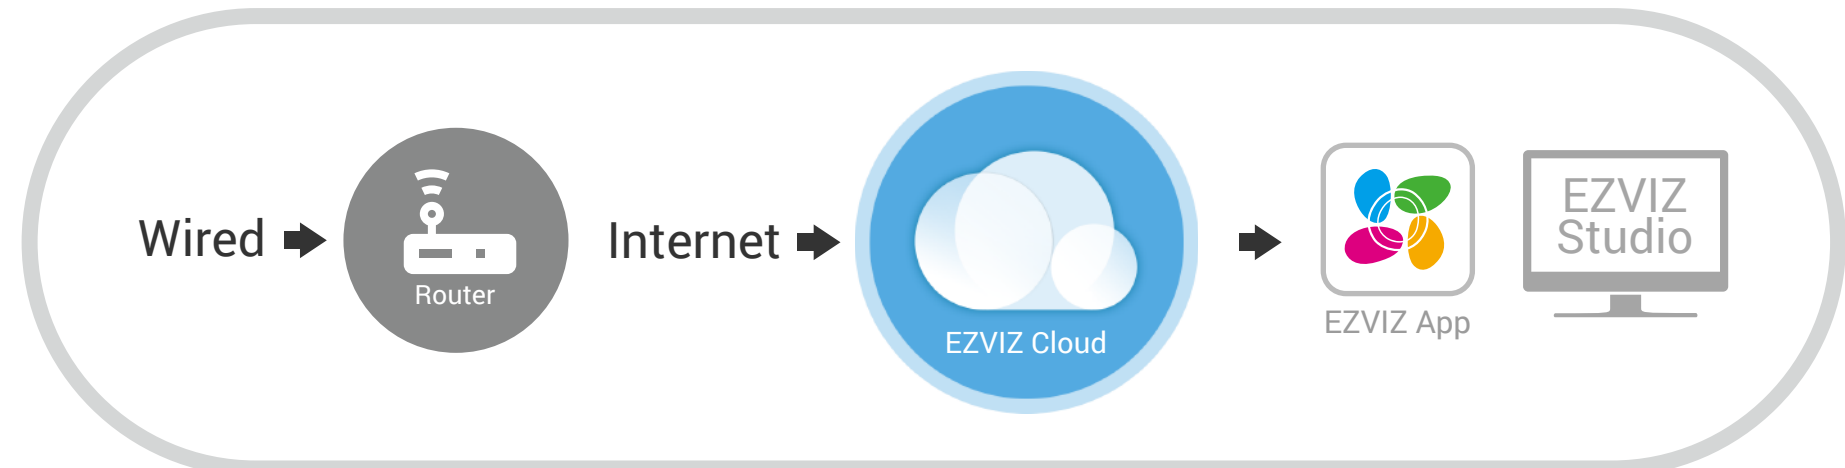 Wired
Router
Internet
EZVIZ Cloud
EZVIZ App
EZVIZ
Studio